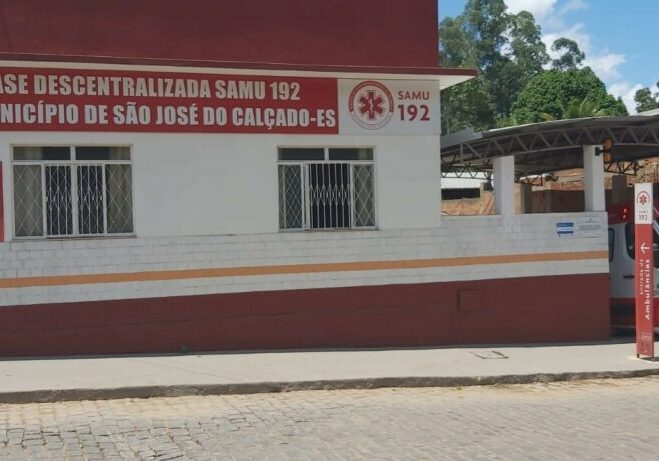 ASE DESCENTRALIZADA SAMU 192
NICÍPIO DE SÃO JOSÉ DO CALÇADO-ES
SAMU
192
192
Entrada de
Ambulâncias